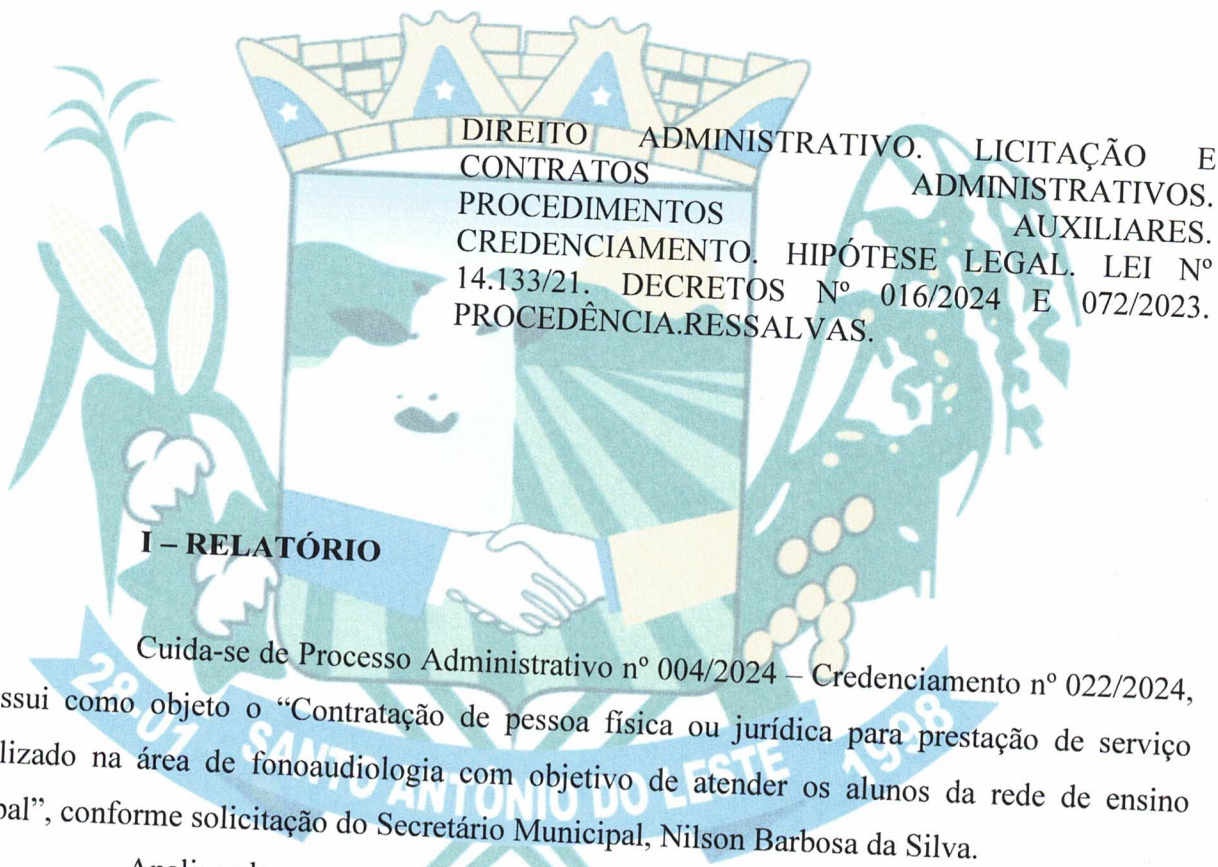 DIREITO ADMINISTRATIVO. LICITAÇÃO E
CONTRATOS ADMINISTRATIVOS.
PROCEDIMENTOS AUXILIARES.
CREDENCIAMENTO. HIPÓTESE LEGAL. LEI Nº
14.133/21. DECRETOS Nº 016/2024 E 072/2023.
PROCEDÊNCIA.RESSALVAS.
I – RELATÓRIO
Cuida-se de Processo Administrativo nº 004/2024 – Credenciamento nº 022/2024,
ssui como objeto o “Contratação de pessoa física ou jurídica para prestação de serviço
lizado na área de fonoaudiologia com objetivo de atender os alunos da rede de ensino
pal”, conforme solicitação do Secretário Municipal, Nilson Barbosa da Silva.
28-01 SANTO ANTÔNIO DO LESTE 1998